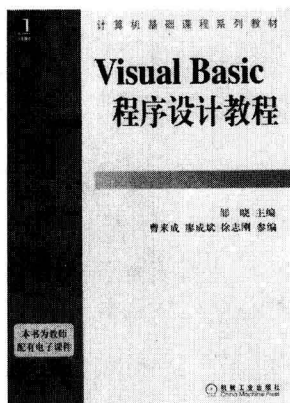 计算机基础课程系列教材
Visual Basic
程序设计教程
邹 晓 主编
曹来成 廖成斌 徐志刚 参编
本书为教师
配有电子课件
机械工业出版社
China Machine Press